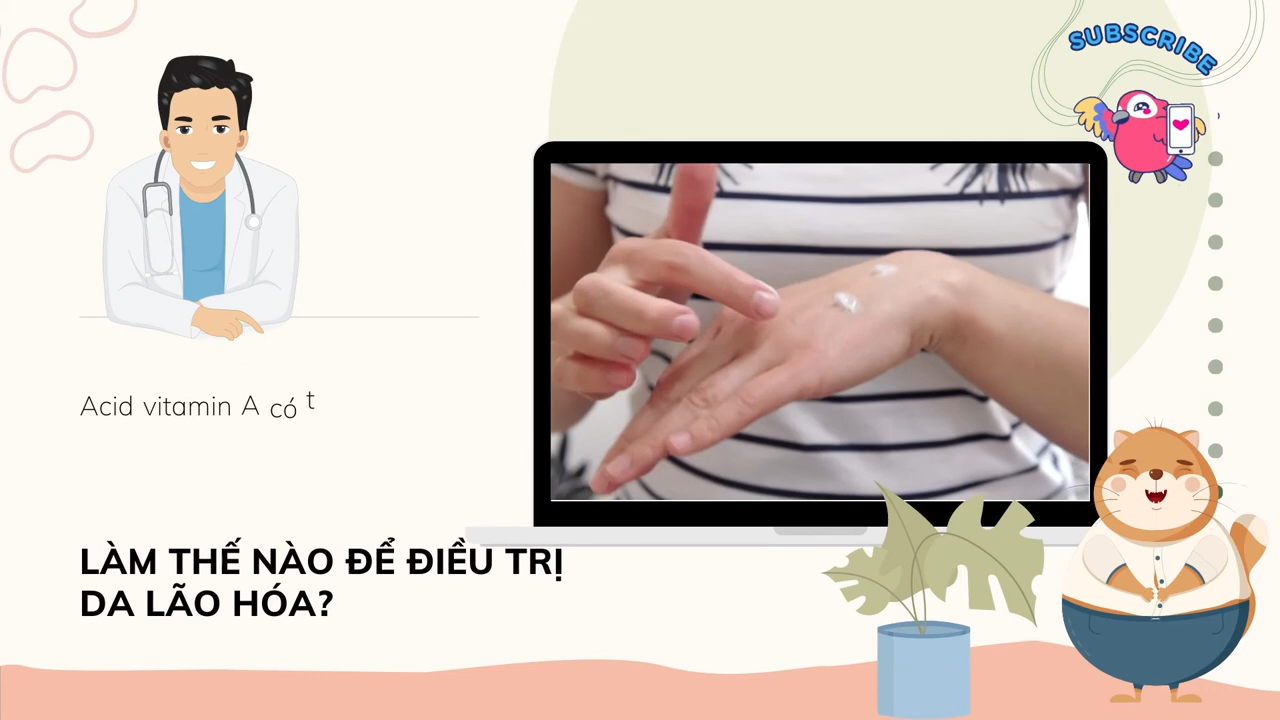 SUBSCRIBE
Acid vitamin A có t
LÀM THẾ NÀO ĐỂ ĐIỀU TRỊ
DA LÃO HÓA?